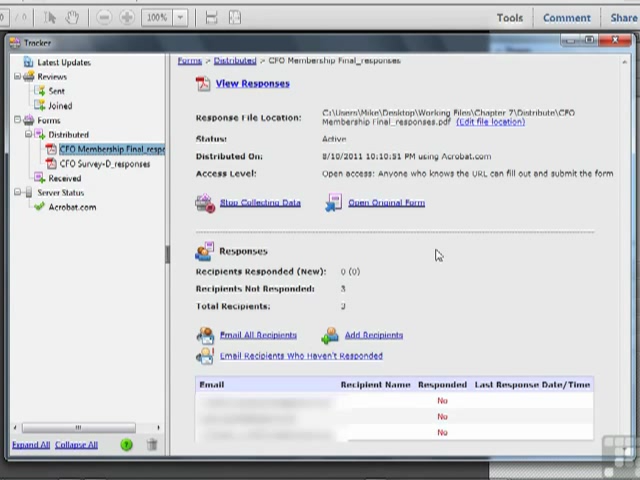 0 / 0 100% Tools Comment Share
Tracker
Latest Updates
Reviews
Sent
Joined
Forms
Distributed
CFO Membership Final_respe
CFO Survey-D_responses
Received
Server Status
Acrobat.com
Expand All Collapse All
Forms > Distributed > CFO Membership Final_responses
View Responses
Response File Location: C:\Users\Mike\Desktop\Working Files\Chapter 7\Distribute\CFO
Membership Final_responses.pdf (Edit file location)
Status: Active
Distributed On: 8/10/2011 10:10:51 PM using Acrobat.com
Access Level: Open access: Anyone who knows the URL can fill out and submit the form
Stop Collecting Data Open Original Form
Responses
Recipients Responded (New): 0 (0)
Recipients Not Responded: 3
Total Recipients: 3
Email All Recipients Add Recipients
Email Recipients Who Haven't Responded
Email Recipient Name Responded Last Response Date/Time
No
No
No